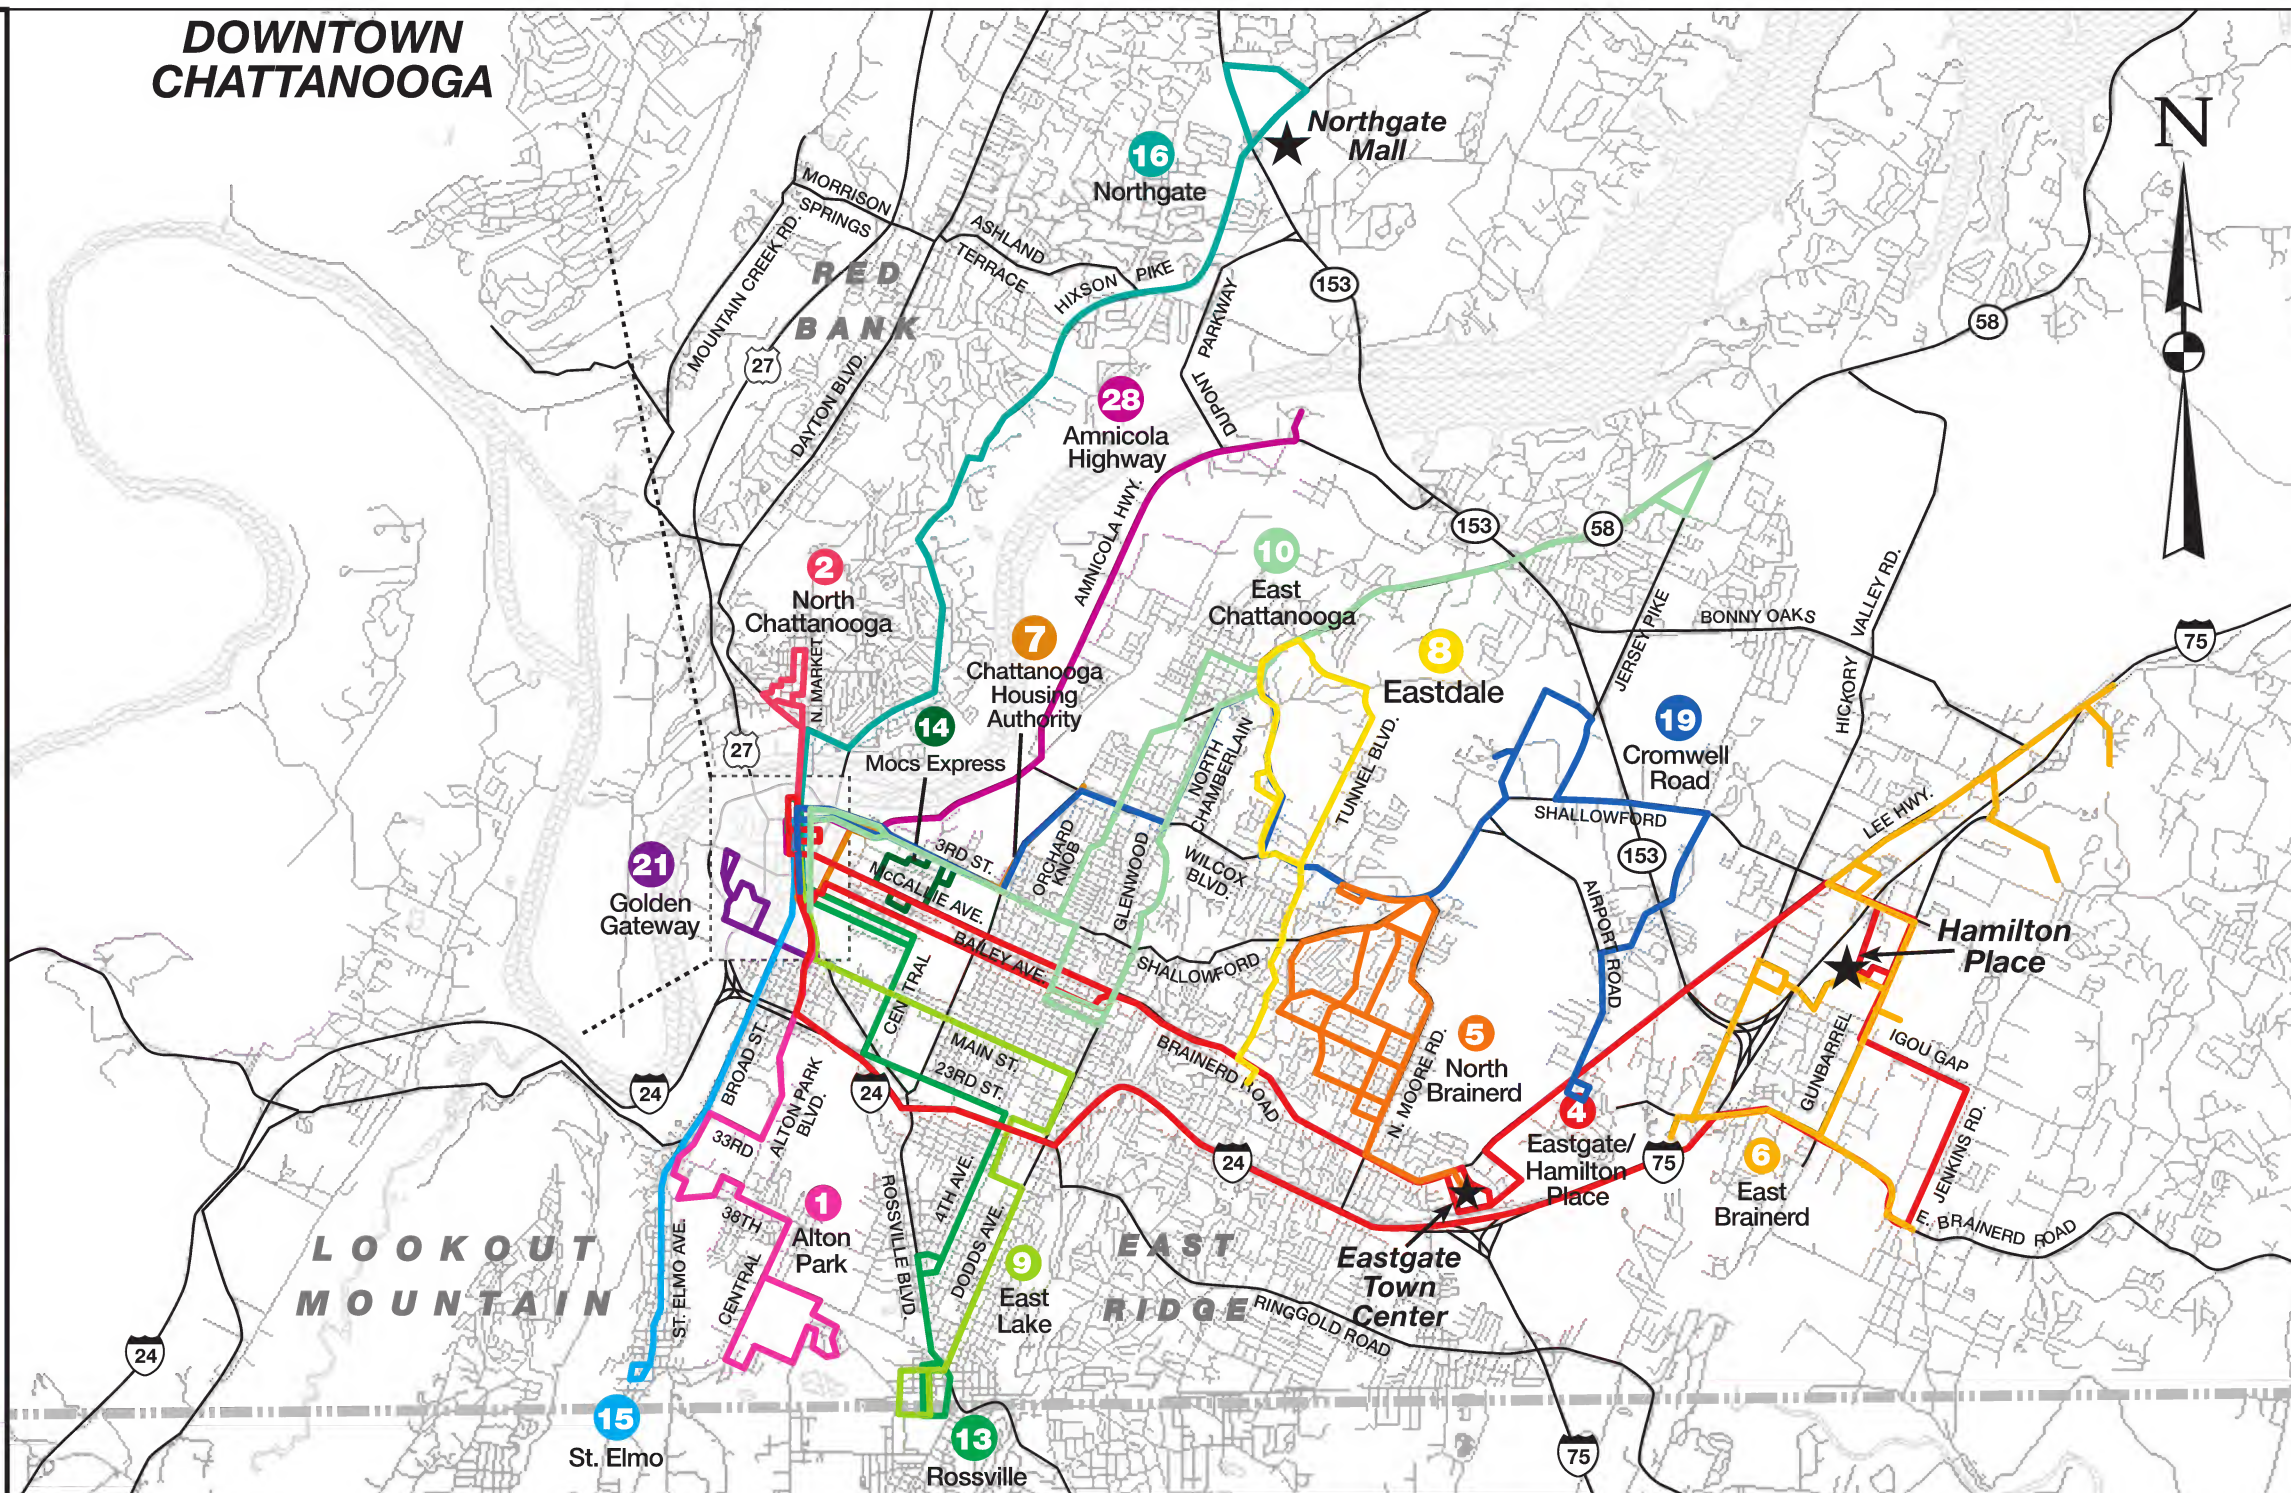 DOWNTOWN
CHATTANOOGA
N
Northgate
Mall
16
Northgate
MORRISON
SPRINGS
MOUNTAIN CREEK RD.
ASHLAND
TERRACE
HIXSON PIKE
RED
BANK
27
DAYTON BLVD.
PARKWAY
DUPONT
153
58
28
Amnicola
Highway
AMNICOLA HWY.
153
58
10
East
Chattanooga
2
North
Chattanooga
N. MARKET
7
Chattanooga
Housing
Authority
8
Eastdale
JERSEY PIKE
BONNY OAKS
HICKORY VALLEY RD.
75
27
14
Mocs Express
NORTH
CHAMBERLAIN
TUNNEL BLVD.
19
Cromwell
Road
SHALLOWFORD
153
LEE HWY.
21
Golden
Gateway
3RD ST.
McCALLIE AVE.
BAILEY AVE.
ORCHARD
KNOB
GLENWOOD
WILCOX
BLVD.
SHALLOWFORD
AIRPORT ROAD
Hamilton
Place
CENTRAL
MAIN ST.
23RD ST.
BROAD ST.
ALTON PARK
BLVD.
24
24
BRAINERD ROAD
N. MOORE RD.
5
North
Brainerd
GUNBARREL
IGOU GAP
JENKINS RD.
4
Eastgate/
Hamilton
Place
75
6
East
Brainerd
E. BRAINERD ROAD
33RD
38TH
1
Alton
Park
CENTRAL
ST. ELMO AVE.
ROSSVILLE BLVD.
4TH AVE.
DODDS AVE.
9
East
Lake
24
EAST
RIDGE
RINGGOLD ROAD
Eastgate
Town
Center
LOOKOUT
MOUNTAIN
24
15
St. Elmo
13
Rossville
75